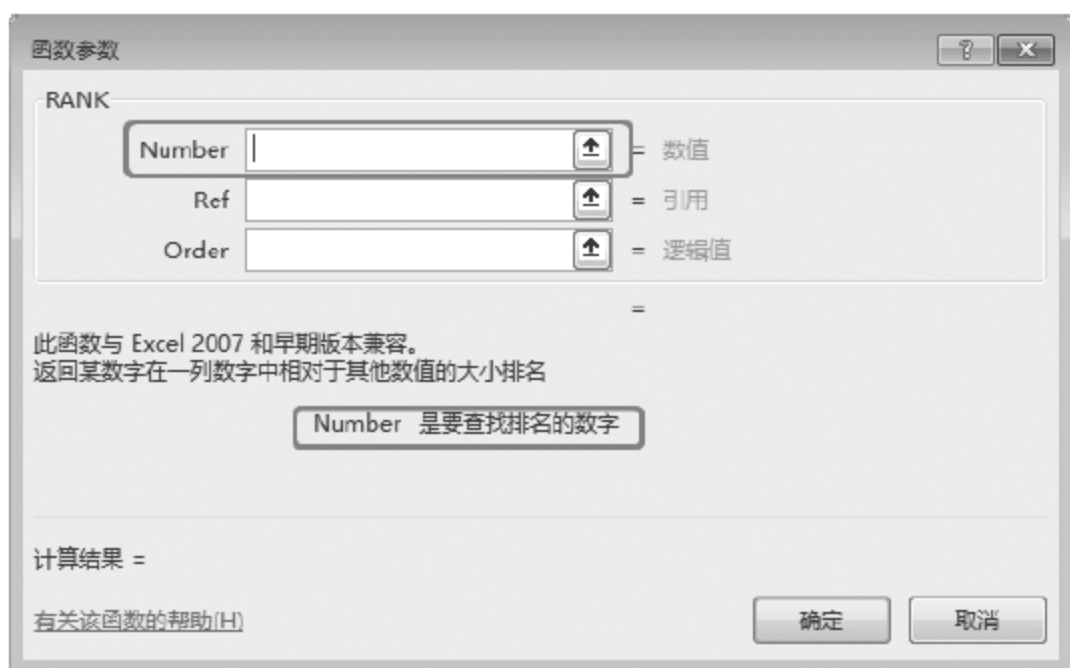 函数参数
RANK
Number = 数值
Ref = 引用
Order = 逻辑值
=
此函数与 Excel 2007 和早期版本兼容。
返回某数字在一列数字中相对于其他数值的大小排名
Number 是要查找排名的数字
计算结果 =
有关该函数的帮助(H)
确定 取消